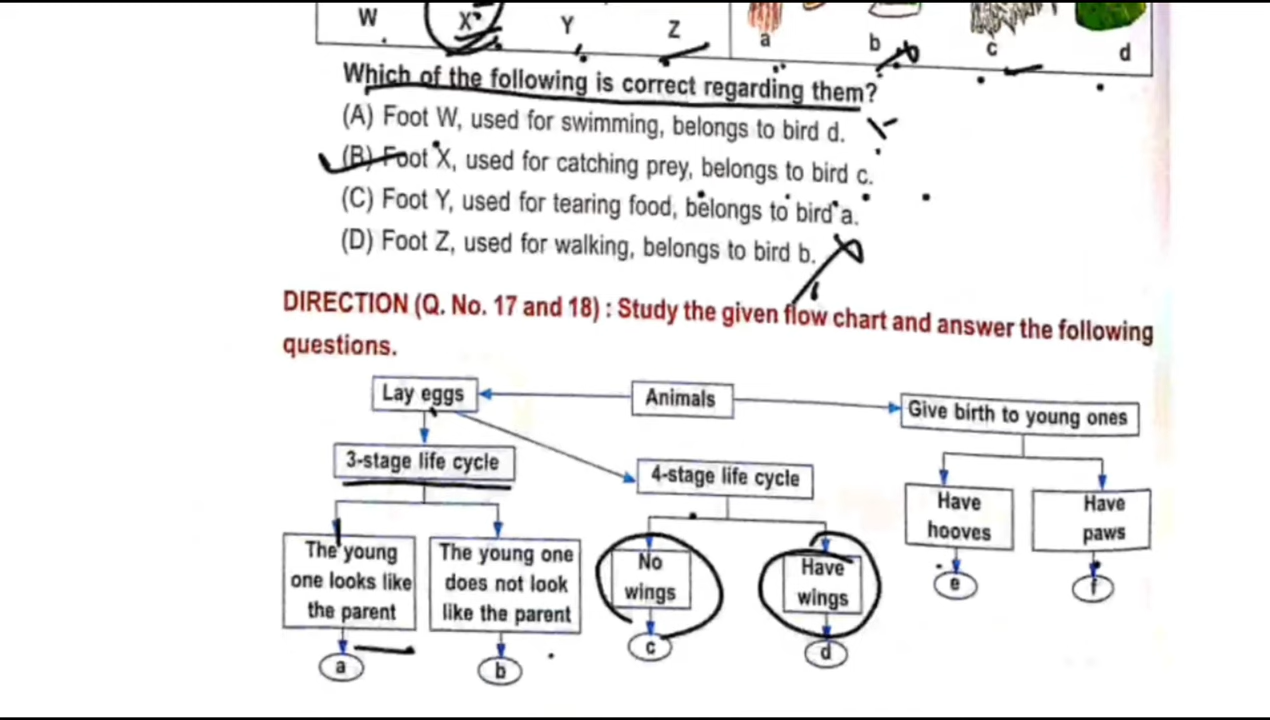 W X Y Z a b c d
Which of the following is correct regarding them?
(A) Foot W, used for swimming, belongs to bird d.
(B) Foot X, used for catching prey, belongs to bird c.
(C) Foot Y, used for tearing food, belongs to bird a.
(D) Foot Z, used for walking, belongs to bird b.
DIRECTION (Q. No. 17 and 18) : Study the given flow chart and answer the following
questions.
Lay eggs
Animals
Give birth to young ones
3-stage life cycle
4-stage life cycle
Have
hooves
Have
paws
The young
one looks like
the parent
The young one
does not look
like the parent
No
wings
Have
wings
e
f
a
b
c
d